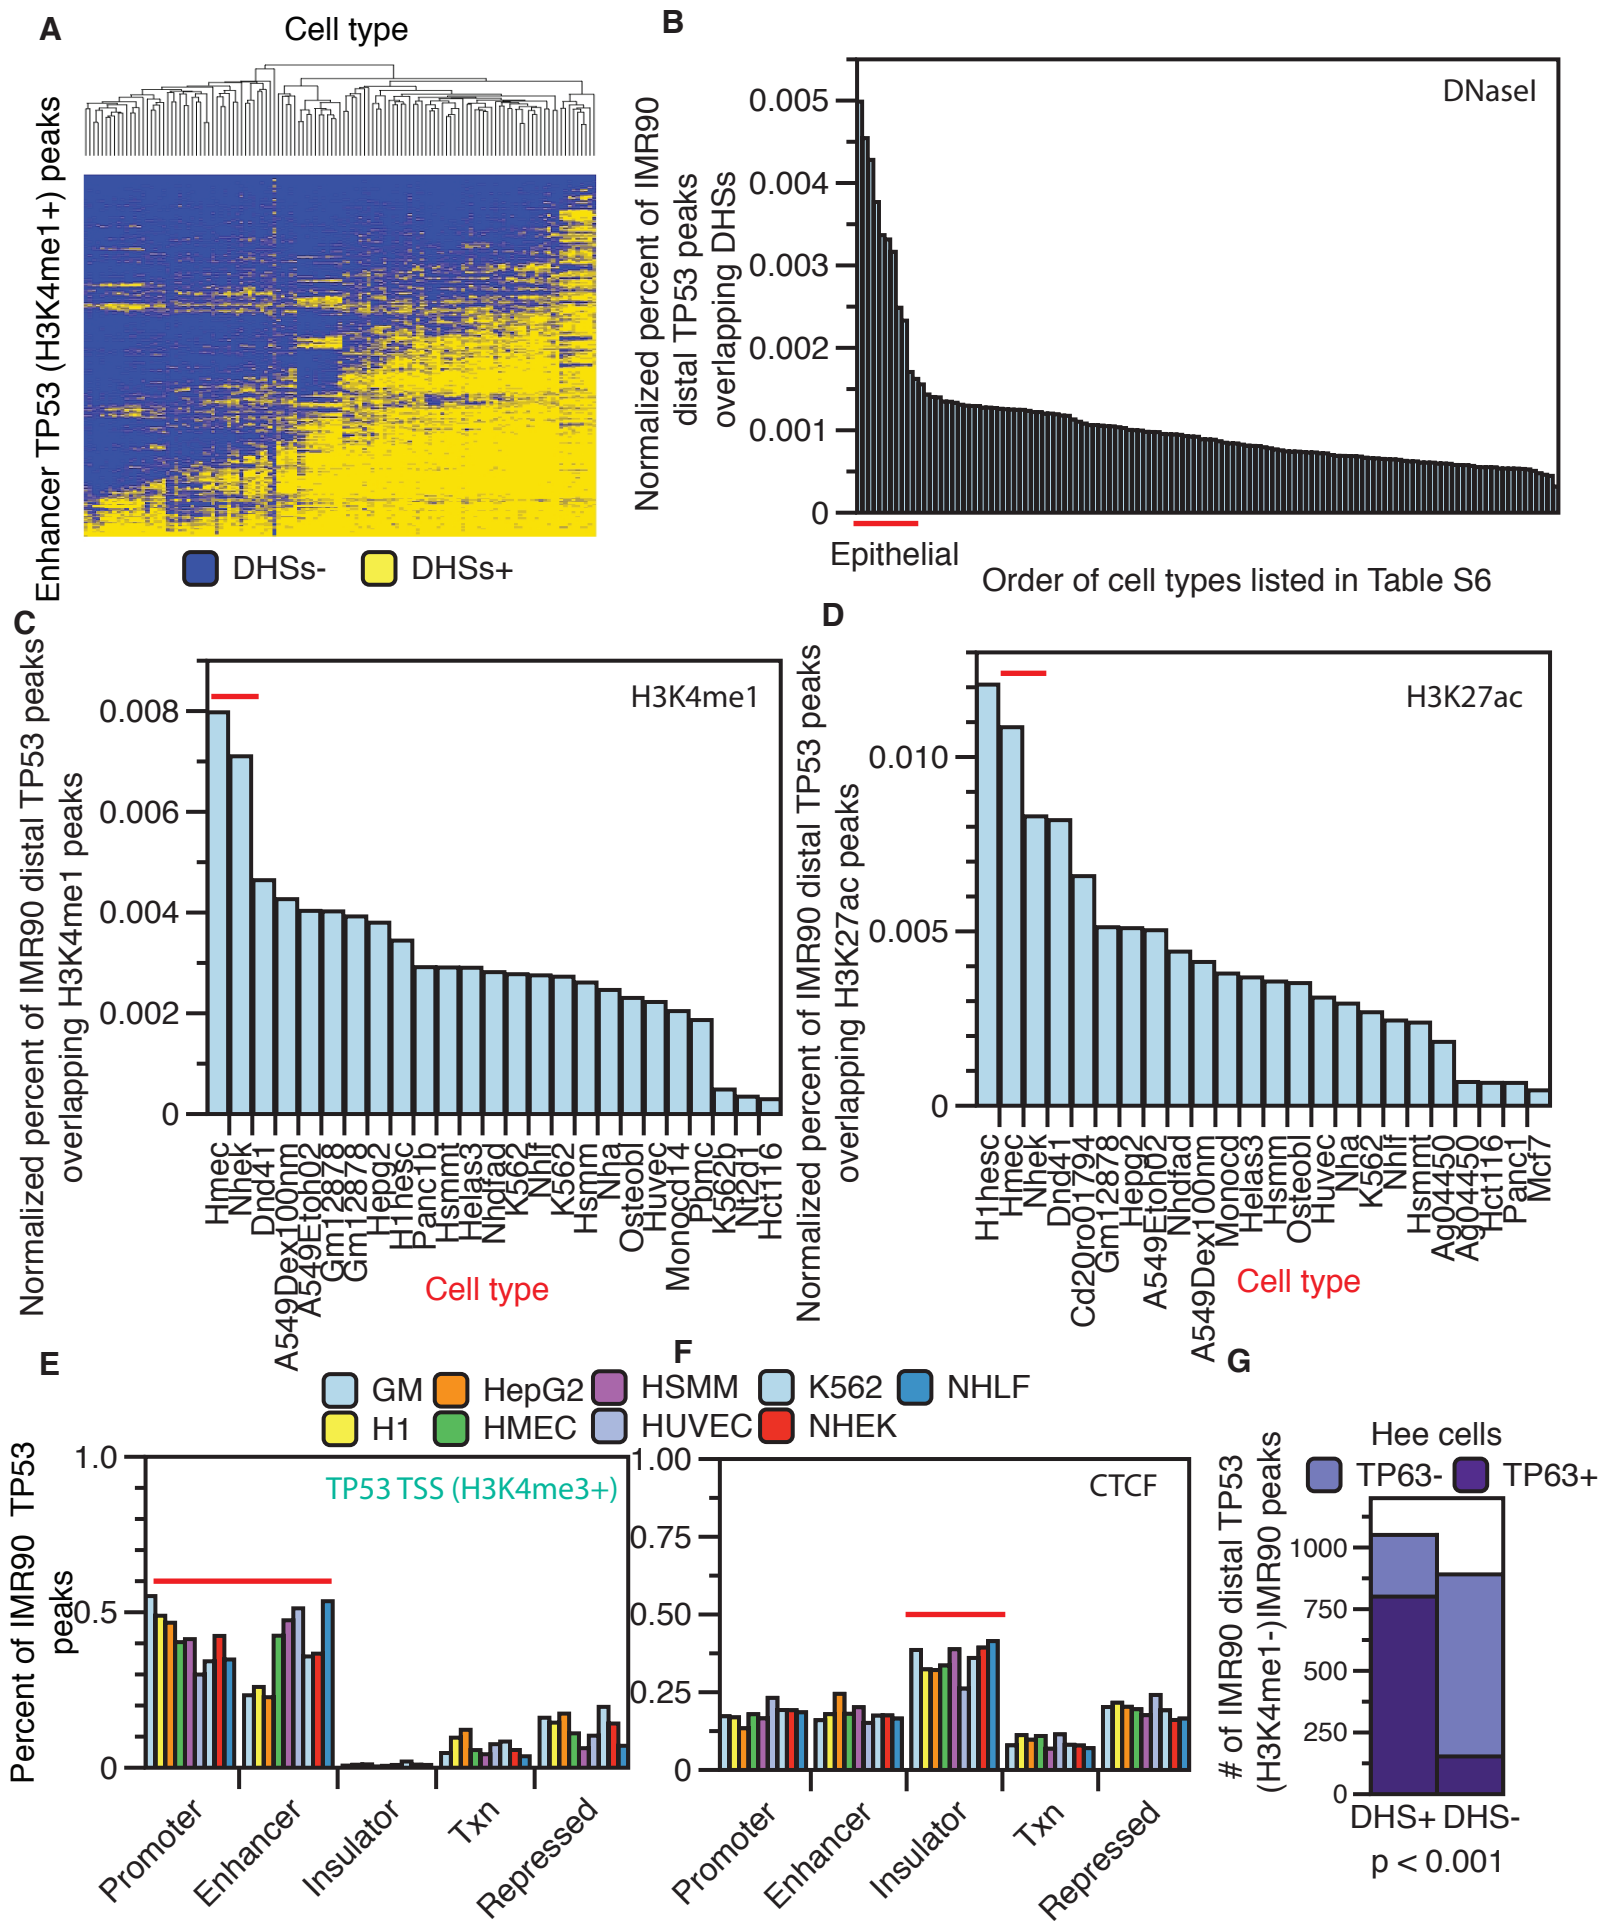 A
Cell type
Enhancer TP53 (H3K4me1+) peaks
DHSs-
DHSs+
B
Normalized percent of IMR90
distal TP53 peaks
overlapping DHSs
0.005
0.004
0.003
0.002
0.001
0
DNaseI
Epithelial
Order of cell types listed in Table S6
C
Normalized percent of IMR90 distal TP53 peaks
overlapping H3K4me1 peaks
0.008
0.006
0.004
0.002
0
H3K4me1
Hmec
Nhek
Dnd41
A549Dex100nm
A549Etoh02
Gm12878
Gm12878
Hepg2
H1hesc
Panc1b
Hsmmt
Helas3
Nhdfad
K562
Nhlf
K562
Hsmm
Nha
Osteobl
Huvec
Monocd14
Pbmc
K562b
Nt2d1
Hct116
Cell type
D
Normalized percent of IMR90 distal TP53 peaks
overlapping H3K27ac peaks
0.010
0.005
0
H3K27ac
H1hesc
Hmec
Nhek
Dnd41
Cd20ro01794
Gm12878
Hepg2
A549Etoh02
Nhdfad
A549Dex100nm
Monocd
Helas3
Hsmm
Osteobl
Huvec
Nha
K562
Nhlf
Hsmmt
Ag04450
Ag04450
Hct116
Panc1
Mcf7
Cell type
E
F
GM
HepG2
HSMM
K562
NHLF
H1
HMEC
HUVEC
NHEK
Percent of IMR90 TP53
peaks
1.0
0.5
0
TP53 TSS (H3K4me3+)
Promoter
Enhancer
Insulator
Txn
Repressed
1.00
0.75
0.50
0.25
0
CTCF
Promoter
Enhancer
Insulator
Txn
Repressed
G
Hee cells
TP63-
TP63+
# of IMR90 distal TP53
(H3K4me1-)IMR90 peaks
1000
750
500
250
0
DHS+ DHS-
p < 0.001